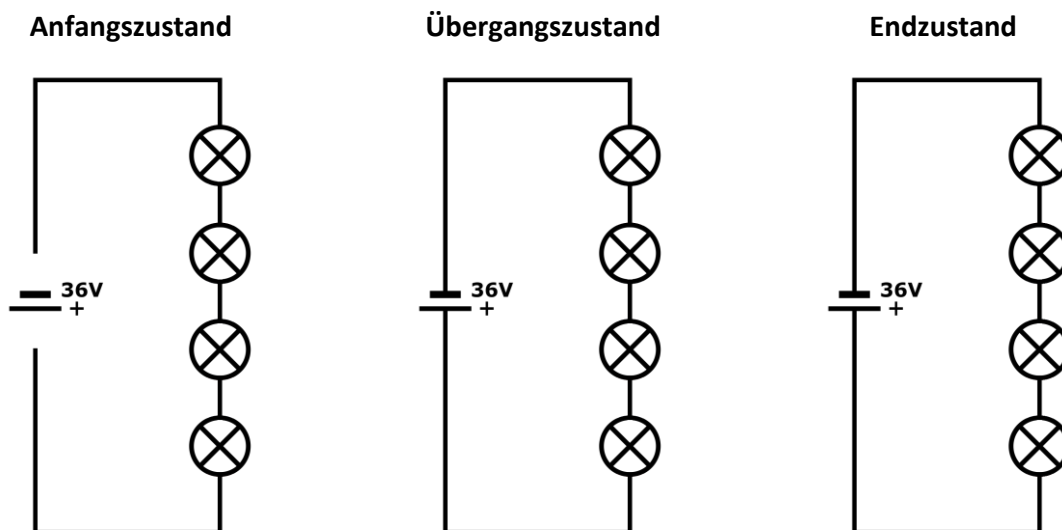 Anfangszustand
Übergangszustand
Endzustand
36V
+
36V
+
36V
+